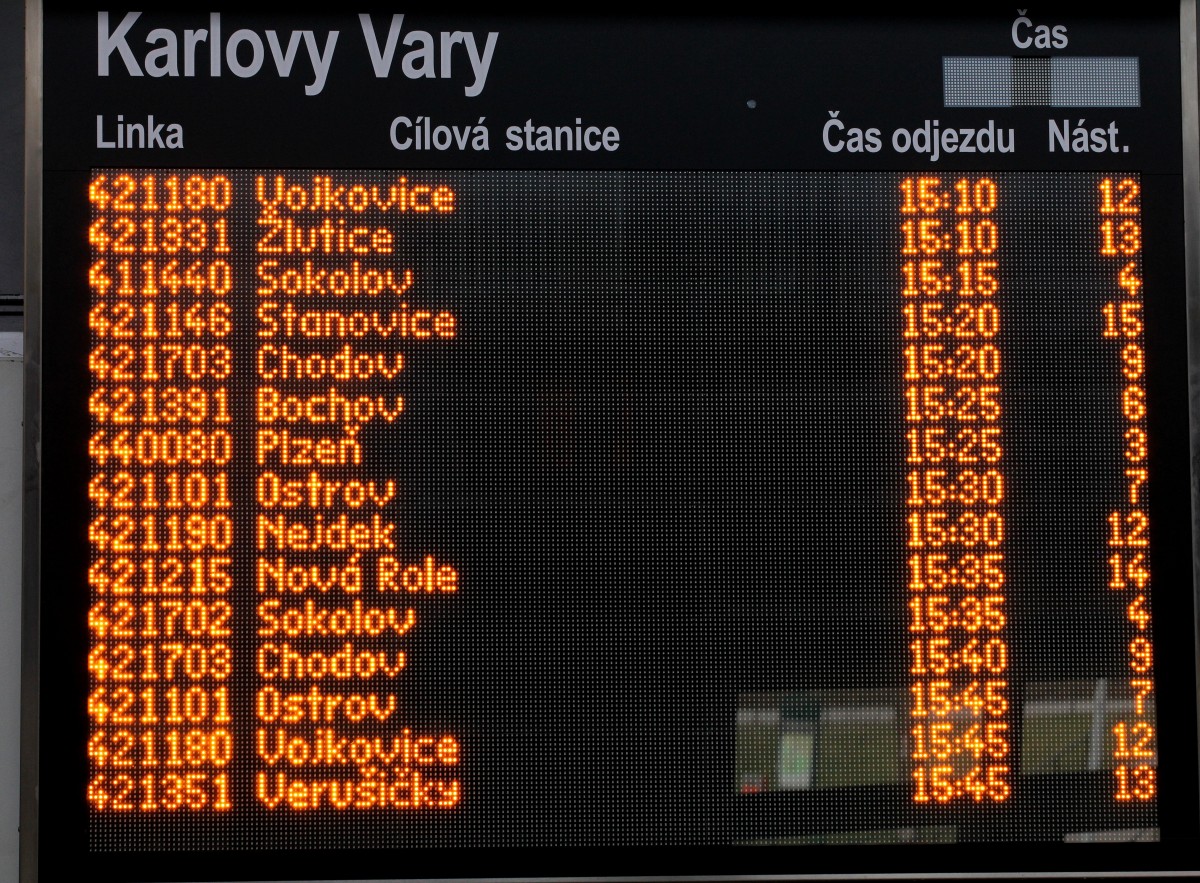 Karlovy Vary
Čas
Linka Cílová stanice Čas odjezdu Nást.
421180 Vojkovice 15:10 12
421331 Žlutice 15:10 13
411440 Sokolov 15:15 4
421146 Stanovice 15:20 15
421703 Chodov 15:20 9
421391 Bochov 15:25 6
440080 Plzeň 15:25 3
421101 Ostrov 15:30 7
421190 Nejdek 15:30 12
421215 Nová Role 15:35 14
421702 Sokolov 15:35 4
421703 Chodov 15:40 9
421101 Ostrov 15:45 7
421180 Vojkovice 15:45 12
421351 Verušičky 15:45 13